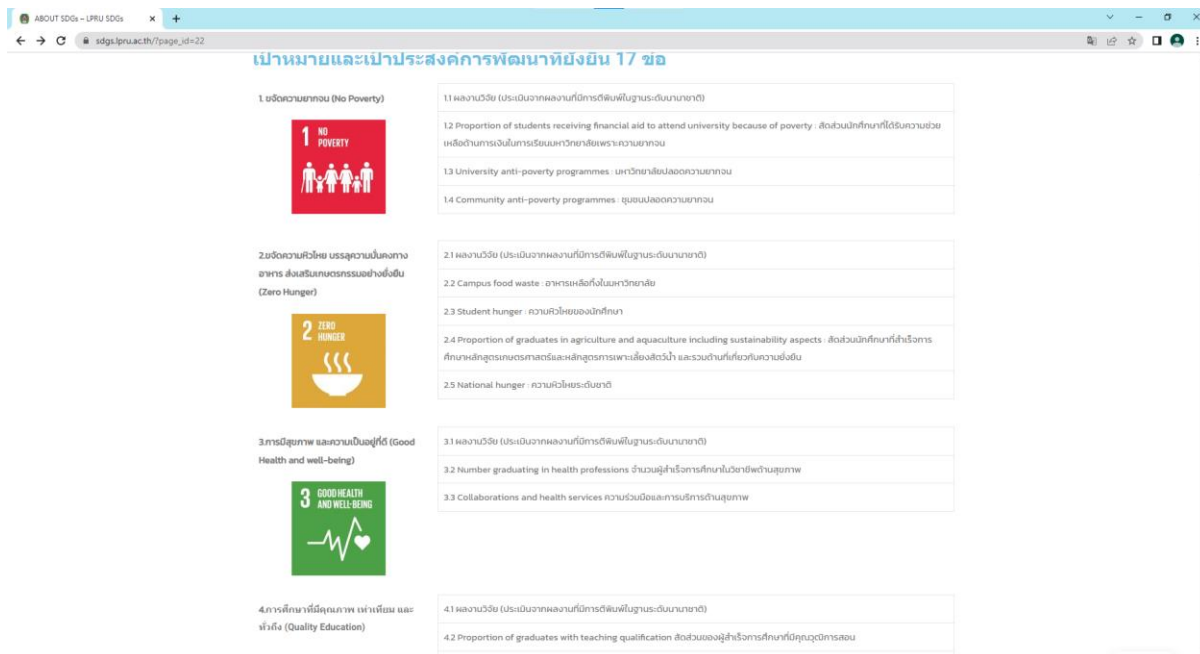 ABOUT SDGs – LPRU SDGs
sdgs.lpru.ac.th/?page_id=22
เป้าหมายและเป้าประสงค์การพัฒนาที่ยั่งยืน 17 ข้อ
1. ขจัดความยากจน (No Poverty)
1 NO
POVERTY
1.1 ผลงานวิจัย (ประเมินจากผลงานที่มีการตีพิมพ์ในฐานระดับนานาชาติ)
1.2 Proportion of students receiving financial aid to attend university because of poverty : สัดส่วนนักศึกษาที่ได้รับความช่วย
เหลือด้านการเงินในการเรียนมหาวิทยาลัยเพราะความยากจน
1.3 University anti-poverty programmes : มหาวิทยาลัยปลอดความยากจน
1.4 Community anti-poverty programmes : ชุมชนปลอดความยากจน
2.ขจัดความหิวโหย บรรลุความมั่นคงทาง
อาหาร ส่งเสริมเกษตรกรรมอย่างยั่งยืน
(Zero Hunger)
2 ZERO
HUNGER
2.1 ผลงานวิจัย (ประเมินจากผลงานที่มีการตีพิมพ์ในฐานระดับนานาชาติ)
2.2 Campus food waste : อาหารเหลือทิ้งในมหาวิทยาลัย
2.3 Student hunger : ความหิวโหยของนักศึกษา
2.4 Proportion of graduates in agriculture and aquaculture including sustainability aspects : สัดส่วนนักศึกษาที่สำเร็จการ
ศึกษาหลักสูตรเกษตรศาสตร์และหลักสูตรการเพาะเลี้ยงสัตว์น้ำ และรวมด้านที่เกี่ยวกับความยั่งยืน
2.5 National hunger : ความหิวโหยระดับชาติ
3.การมีสุขภาพ และความเป็นอยู่ที่ดี (Good
Health and well-being)
3 GOOD HEALTH
AND WELL-BEING
3.1 ผลงานวิจัย (ประเมินจากผลงานที่มีการตีพิมพ์ในฐานระดับนานาชาติ)
3.2 Number graduating in health professions จำนวนผู้สำเร็จการศึกษาในวิชาชีพด้านสุขภาพ
3.3 Collaborations and health services ความร่วมมือและการบริการด้านสุขภาพ
4.การศึกษาที่มีคุณภาพ เท่าเทียม และ
ทั่วถึง (Quality Education)
4.1 ผลงานวิจัย (ประเมินจากผลงานที่มีการตีพิมพ์ในฐานระดับนานาชาติ)
4.2 Proportion of graduates with teaching qualification สัดส่วนของผู้สำเร็จการศึกษาที่มีคุณวุฒิการสอน